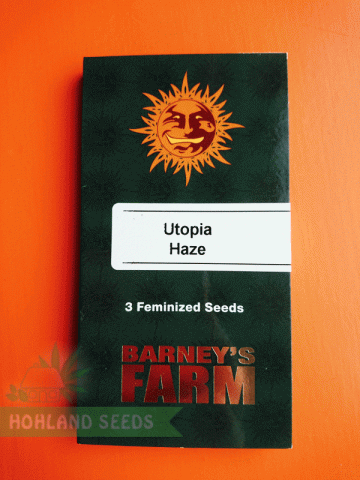 Utopia
Haze
3 Feminized Seeds
BARNEY'S
FARM
HOHLAND SEEDS